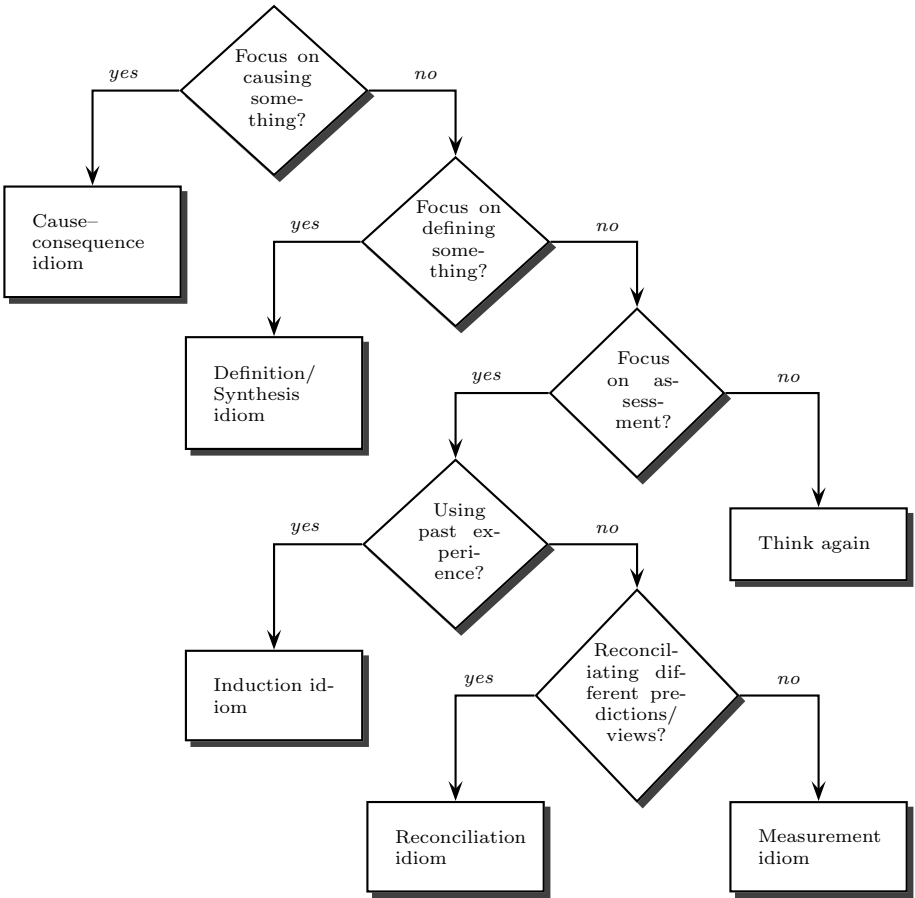 Focus on
causing
some-
thing?
yes
no
Cause–
consequence
idiom
Focus on
defining
some-
thing?
yes
no
Definition/
Synthesis
idiom
Focus
on as-
sess-
ment?
yes
no
Think again
Using
past ex-
peri-
ence?
yes
no
Induction id-
iom
Reconcil-
iating dif-
ferent pre-
dictions/
views?
yes
no
Reconciliation
idiom
Measurement
idiom